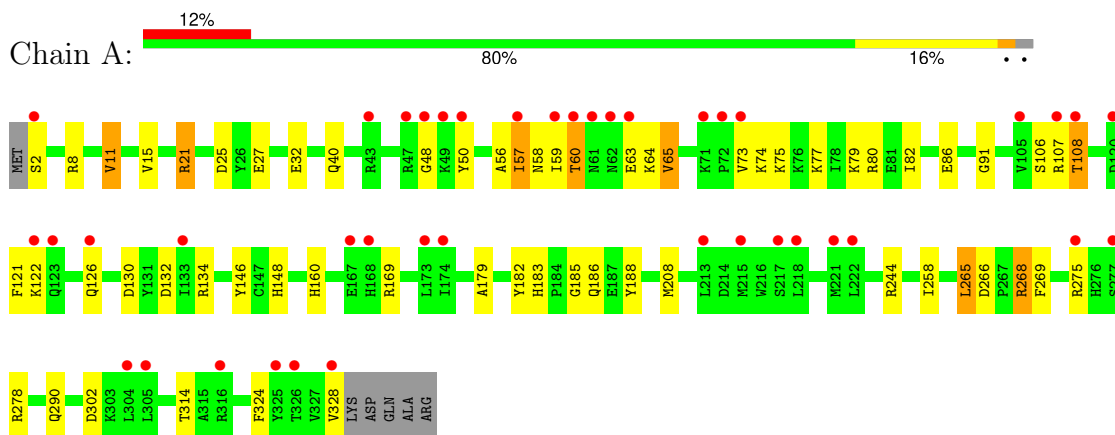 12%
Chain A:
80% 16% • •
MET S2 R8 V11 V15 R21 D25 Y26 E27 E32 Q40 R43 R47 G48 K49 Y50 A56 I57 N58 I59 T60 N61 N62 E63 K64 V65 K71 P72 V73 K74 K75 K76 K77 I78 K79 R80 E81 I82 E86 G91 V105 S106 R107 T108
F121 K122 Q123 Q126 D130 Y131 D132 I133 R134 Y146 C147 H148 H160 E167 H168 R169 L173 I174 A179 Y182 H183 P184 G185 Q186 E187 Y188 M208 L213 D214 M215 W216 S217 L218 M221 L222 R244 I258 L265 D266 P267 R268 F269 R275 H276 S277
R278 Q290 D302 K303 L304 L305 T314 A315 R316 F324 Y325 T326 V327 V328 LYS ASP GLN ALA ARG